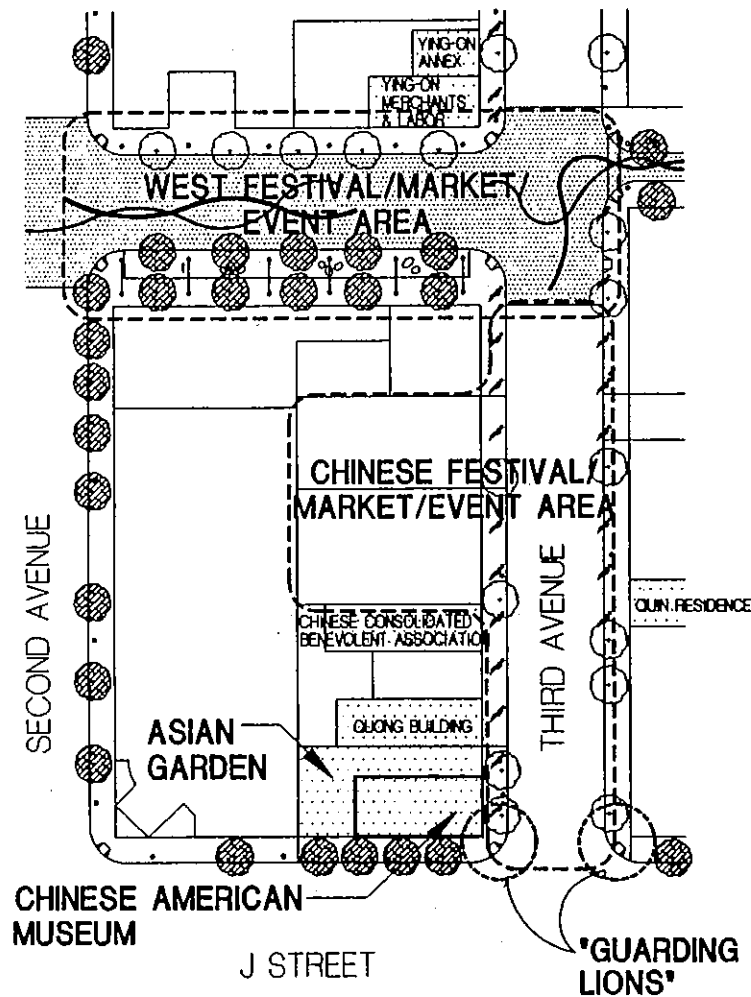 YING-ON
ANNEX
YING-ON
MERCHANTS
& LABOR
WEST FESTIVAL/MARKET/
EVENT AREA
CHINESE FESTIVAL/
MARKET/EVENT AREA
SECOND AVENUE
THIRD AVENUE
QUIN RESIDENCE
CHINESE CONSOLIDATED
BENEVOLENT ASSOCIATION
QUONG BUILDING
ASIAN
GARDEN
CHINESE AMERICAN
MUSEUM
J STREET
"GUARDING
LIONS"